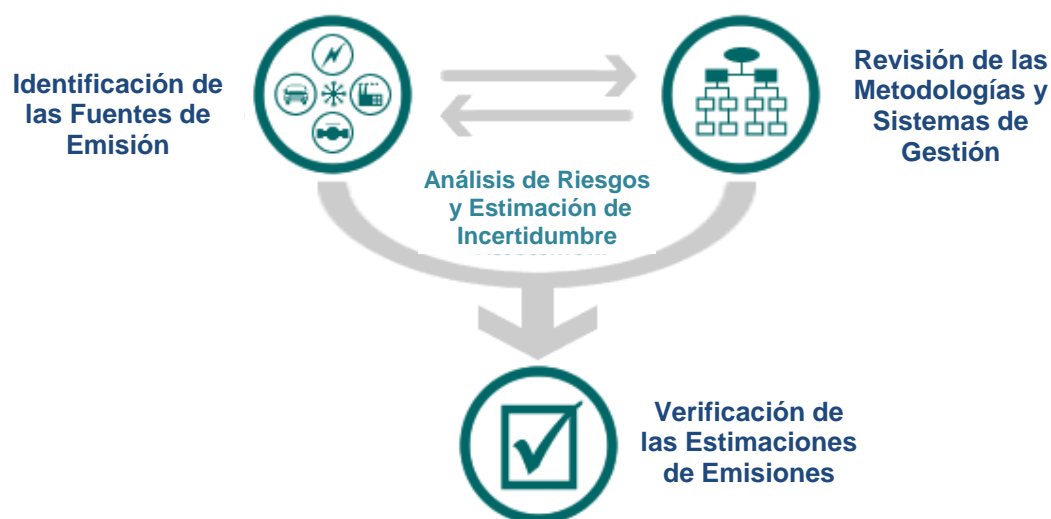 Identificación de
las Fuentes de
Emisión
Revisión de las
Metodologías y
Sistemas de
Gestión
Análisis de Riesgos
y Estimación de
Incertidumbre
Verificación de
las Estimaciones
de Emisiones